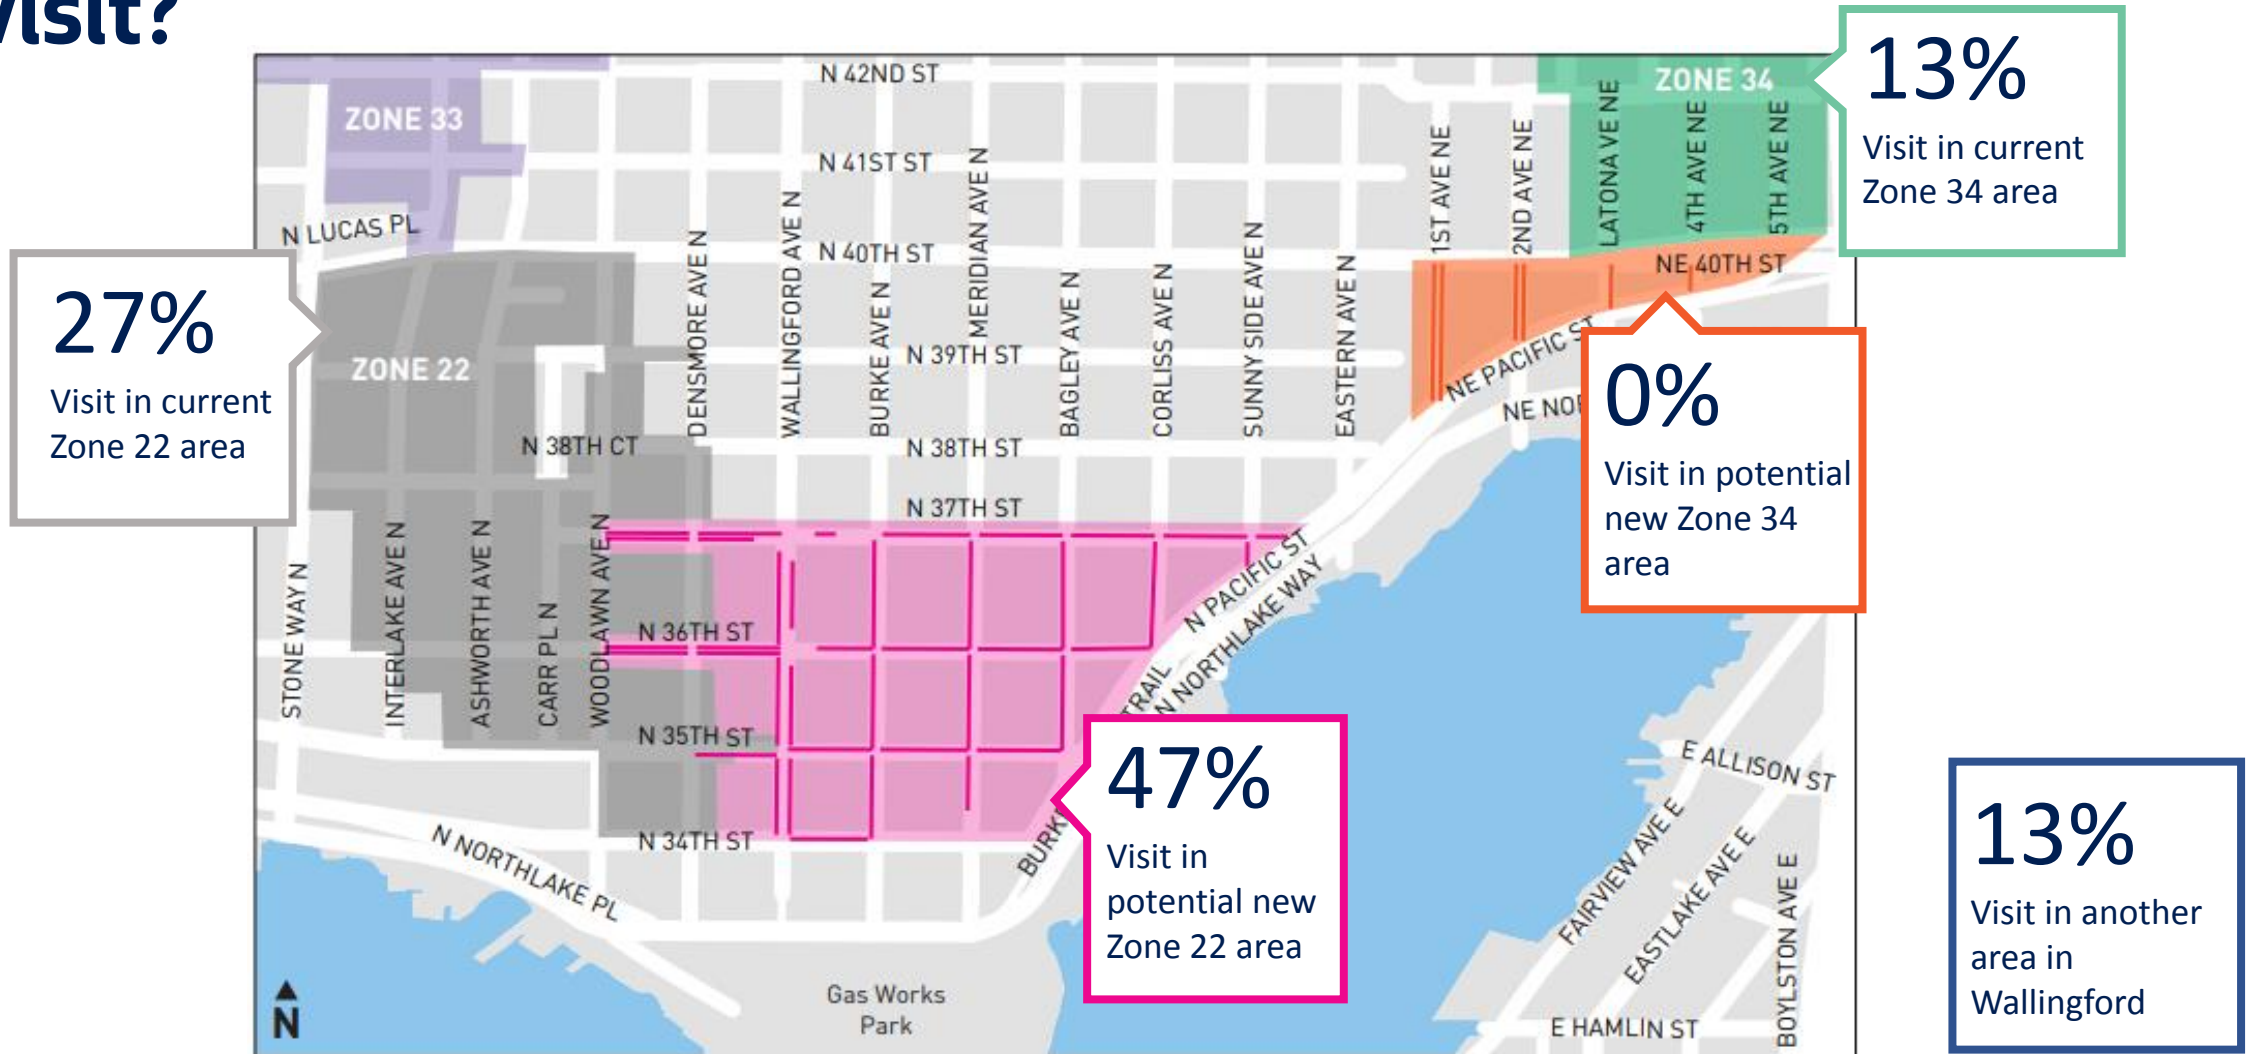 visit?
13%
Visit in current
Zone 34 area
27%
Visit in current
Zone 22 area
0%
Visit in potential
new Zone 34
area
47%
Visit in
potential new
Zone 22 area
13%
Visit in another
area in
Wallingford
ZONE 33
ZONE 34
ZONE 22
N 42ND ST
N 41ST ST
N LUCAS PL
N 40TH ST
NE 40TH ST
N 39TH ST
N 38TH CT
N 38TH ST
N 37TH ST
N 36TH ST
N 35TH ST
N 34TH ST
STONE WAY N
INTERLAKE AVE N
ASHWORTH AVE N
CARR PL N
WOODLAWN AVE N
DENSMORE AVE N
WALLINGFORD AVE N
BURKE AVE N
MERIDIAN AVE N
BAGLEY AVE N
CORLISS AVE N
SUNNY SIDE AVE N
EASTERN AVE N
1ST AVE NE
2ND AVE NE
LATONA VE NE
4TH AVE NE
5TH AVE NE
NE PACIFIC ST
NE NO
N PACIFIC ST
N NORTHLAKE WAY
BURK
TRAIL
N NORTHLAKE PL
Gas Works
Park
E ALLISON ST
FAIRVIEW AVE E
EASTLAKE AVE E
BOYLSTON AVE E
E HAMLIN ST
N